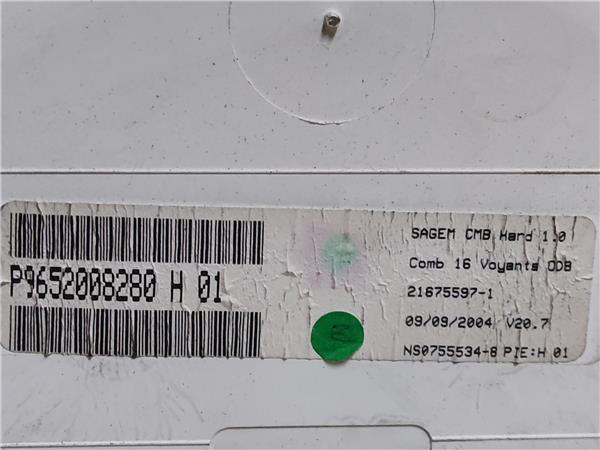 P9652008280 H 01
SAGEM CMB Hard 1.0
Comb 16 Voyants ODB
21675597-1
09/09/2004 V20.7
NS0755534-8 PIE:H 01